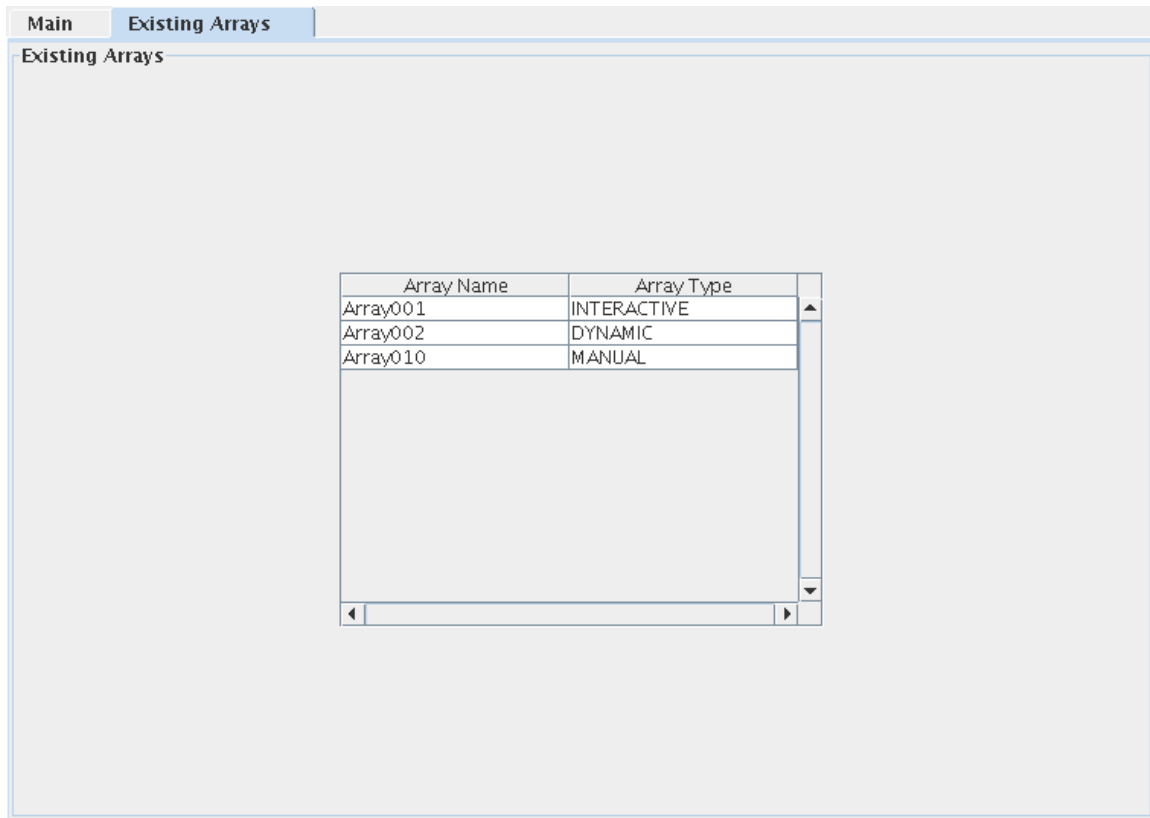 Main Existing Arrays
Existing Arrays
Array Name Array Type
Array001 INTERACTIVE
Array002 DYNAMIC
Array010 MANUAL